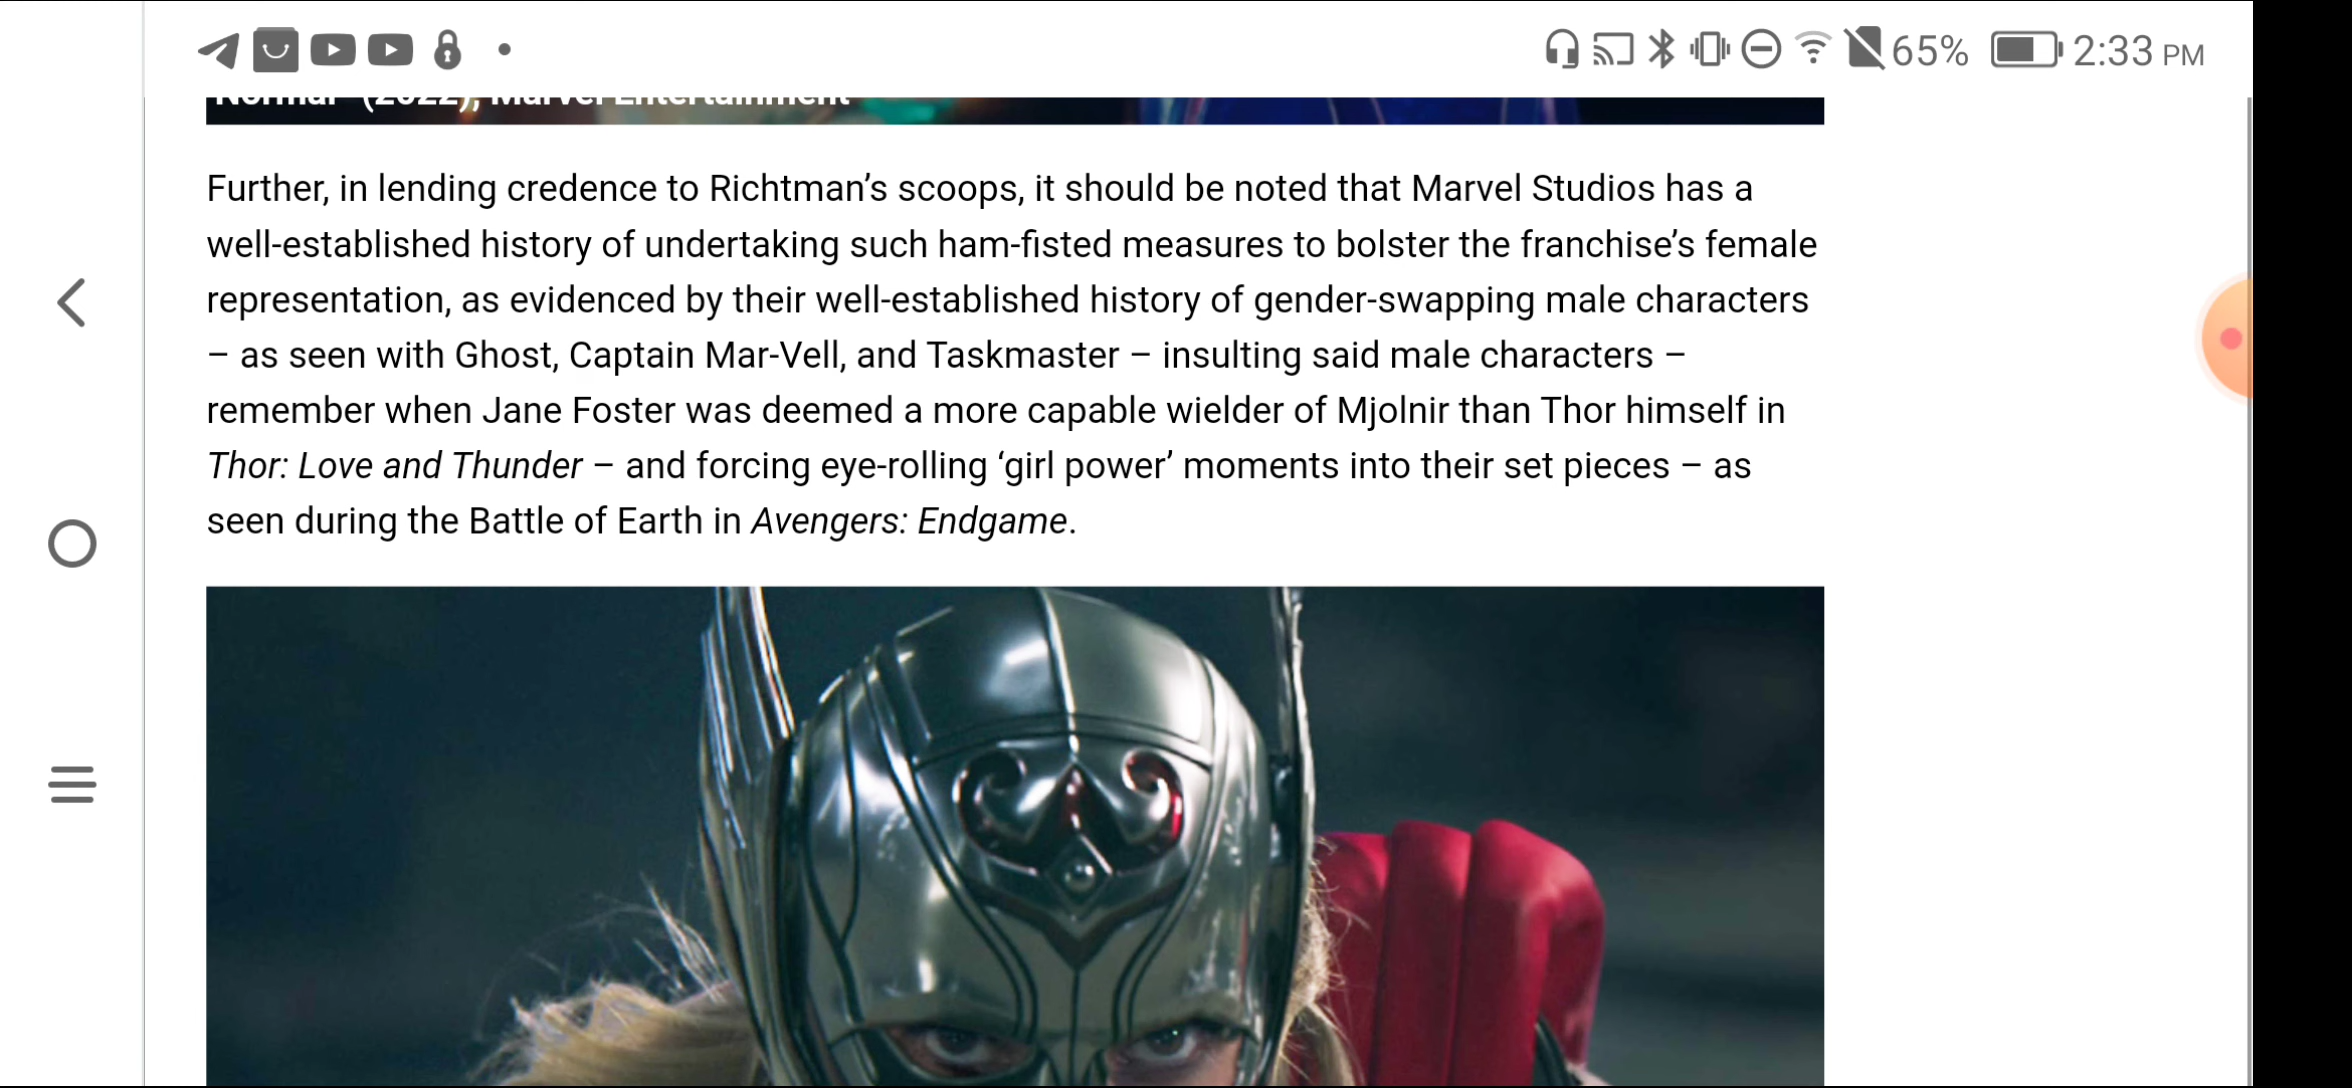 65% 2:33 PM
Normal" (2022), Marvel Entertainment
Further, in lending credence to Richtman’s scoops, it should be noted that Marvel Studios has a
well-established history of undertaking such ham-fisted measures to bolster the franchise’s female
representation, as evidenced by their well-established history of gender-swapping male characters
– as seen with Ghost, Captain Mar-Vell, and Taskmaster – insulting said male characters –
remember when Jane Foster was deemed a more capable wielder of Mjolnir than Thor himself in
Thor: Love and Thunder – and forcing eye-rolling ‘girl power’ moments into their set pieces – as
seen during the Battle of Earth in Avengers: Endgame.